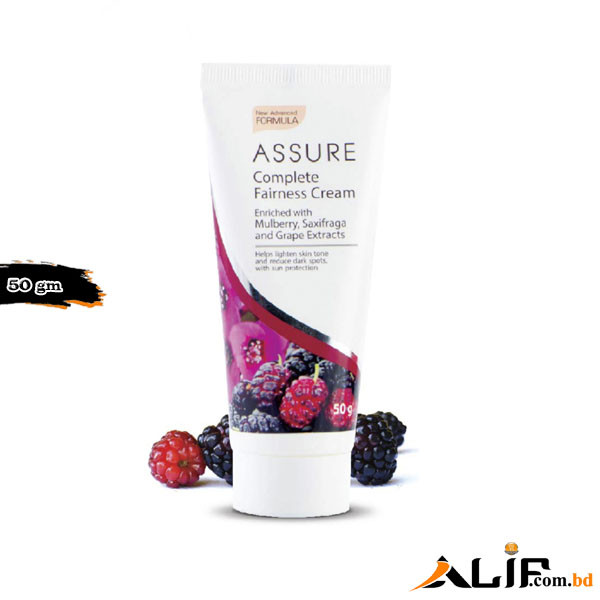 New Advanced
FORMULA
ASSURE
Complete
Fairness Cream
Enriched with
Mulberry, Saxifraga
and Grape Extracts
Helps lighten skin tone
and reduce dark spots,
with sun protection
50 gm
50 g
ALIF.com.bd